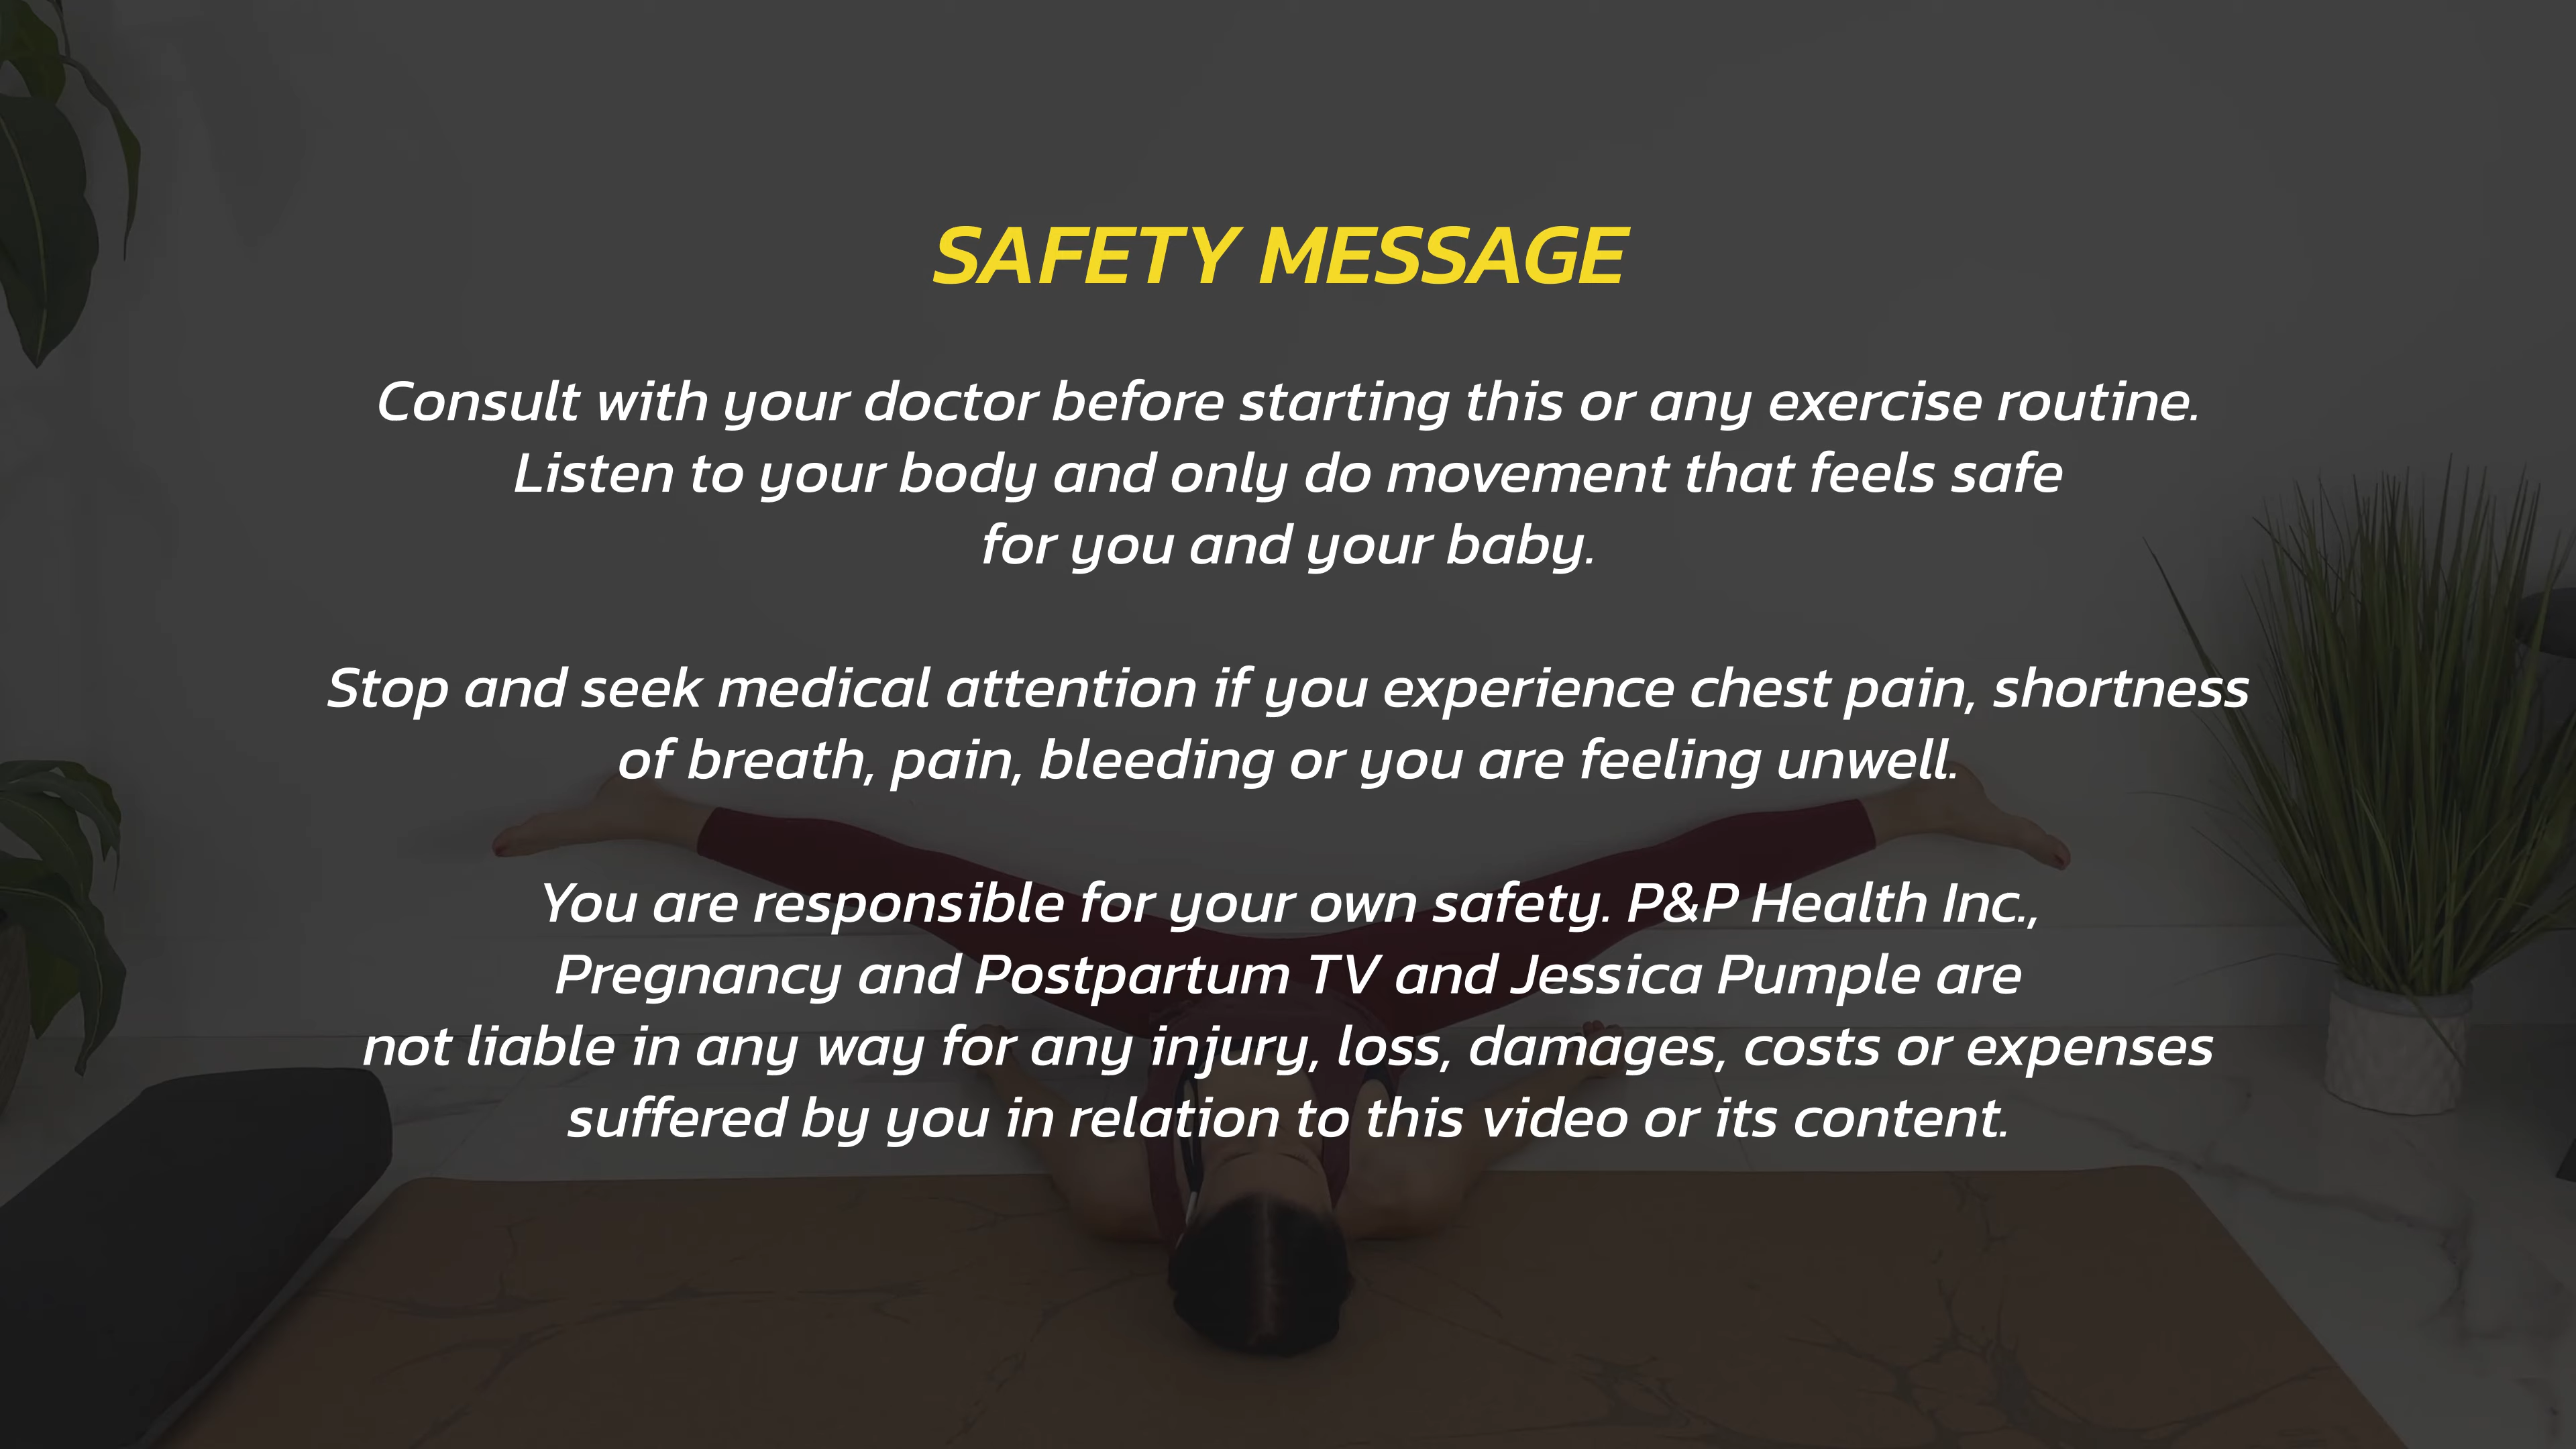 SAFETY MESSAGE
Consult with your doctor before starting this or any exercise routine.
Listen to your body and only do movement that feels safe
for you and your baby.
Stop and seek medical attention if you experience chest pain, shortness
of breath, pain, bleeding or you are feeling unwell.
You are responsible for your own safety. P&P Health Inc.,
Pregnancy and Postpartum TV and Jessica Pumple are
not liable in any way for any injury, loss, damages, costs or expenses
suffered by you in relation to this video or its content.